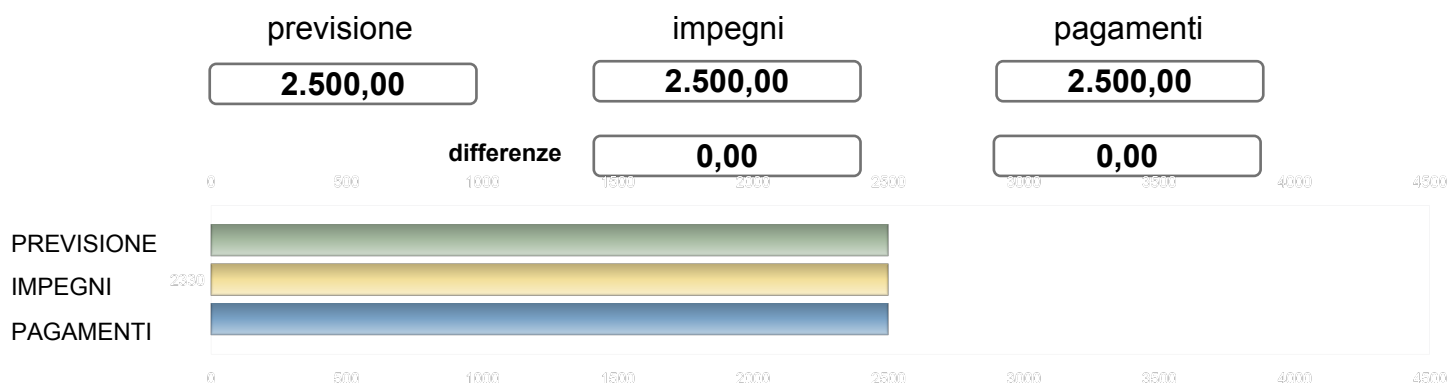 previsione impegni pagamenti
2.500,00 2.500,00 2.500,00
differenze 0,00 0,00
0 500 1000 1500 2000 2500 3000 3500 4000 4500
PREVISIONE
2330
IMPEGNI
PAGAMENTI
0 500 1000 1500 2000 2500 3000 3500 4000 4500